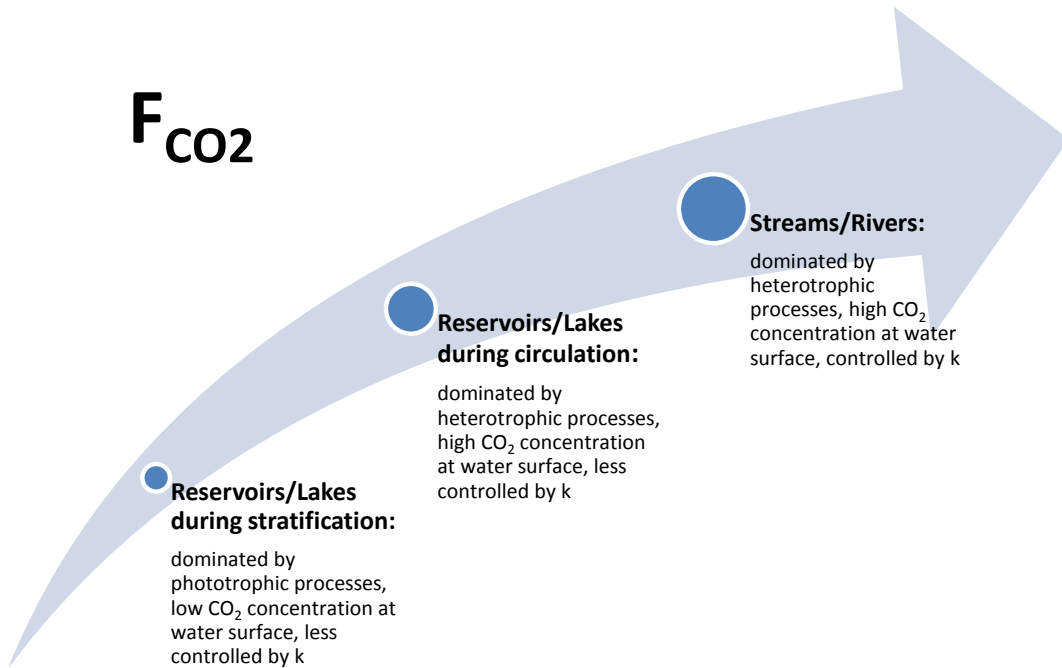 F_CO2
Streams/Rivers:
dominated by
heterotrophic
processes, high CO₂
concentration at water
surface, controlled by k
Reservoirs/Lakes
during circulation:
dominated by
heterotrophic processes,
high CO₂ concentration
at water surface, less
controlled by k
Reservoirs/Lakes
during stratification:
dominated by
phototrophic processes,
low CO₂ concentration at
water surface, less
controlled by k